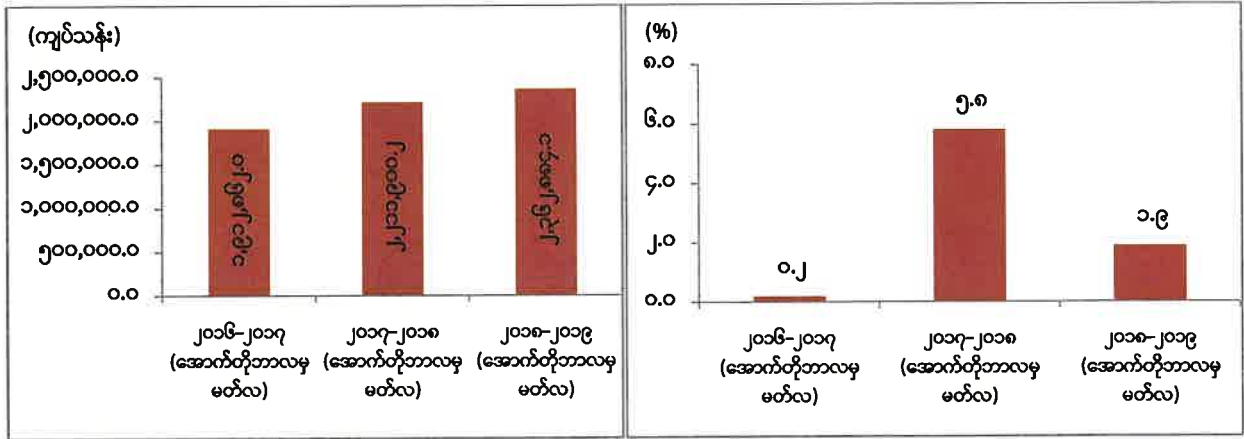 (ကျပ်သန်း)
၂,၅၀၀,၀၀၀.၀
၂,၀၀၀,၀၀၀.၀
၁,၅၀၀,၀၀၀.၀
၁,၀၀၀,၀၀၀.၀
၅၀၀,၀၀၀.၀
၀.၀
၂၀၁၆-၂၀၁၇
(အောက်တိုဘာလမှ
မတ်လ)
၂၀၁၇-၂၀၁၈
(အောက်တိုဘာလမှ
မတ်လ)
၂၀၁၈-၂၀၁၉
(အောက်တိုဘာလမှ
မတ်လ)
(%)
၈.၀
၆.၀
၄.၀
၂.၀
၀.၀
၀.၂
၅.၈
၁.၉
၂၀၁၆-၂၀၁၇
(အောက်တိုဘာလမှ
မတ်လ)
၂၀၁၇-၂၀၁၈
(အောက်တိုဘာလမှ
မတ်လ)
၂၀၁၈-၂၀၁၉
(အောက်တိုဘာလမှ
မတ်လ)